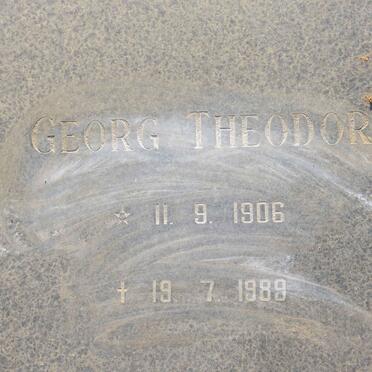 GEORG THEODOR
☆ 11. 9. 1906
✝ 19. 7. 1989